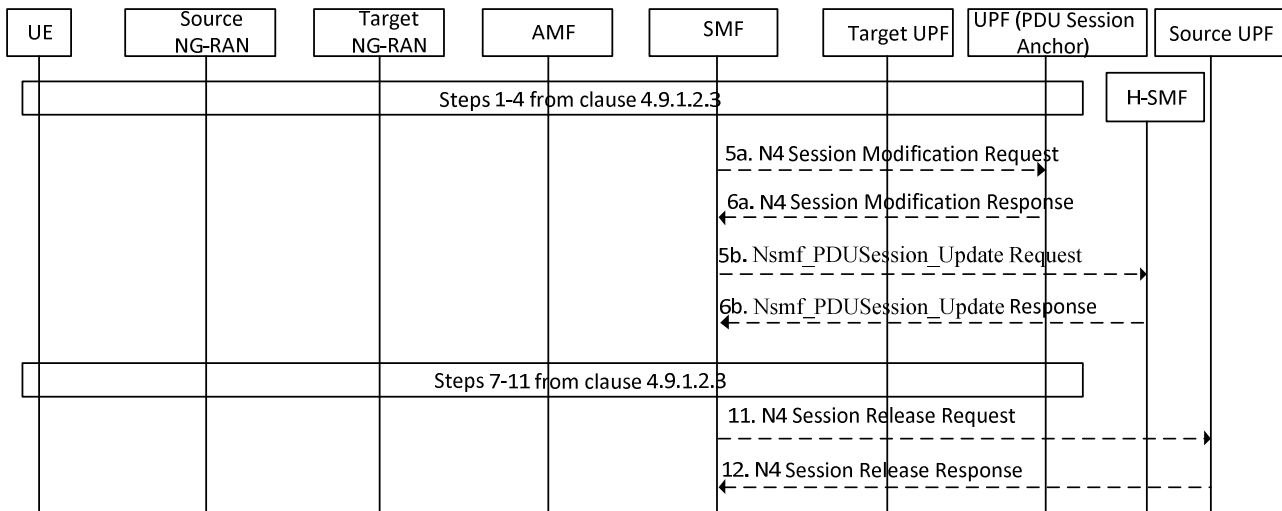 UE
Source
NG-RAN
Target
NG-RAN
AMF
SMF
Target UPF
UPF (PDU Session
Anchor)
Source UPF
Steps 1-4 from clause 4.9.1.2.3
H-SMF
5a. N4 Session Modification Request
6a. N4 Session Modification Response
5b. Nsmf_PDUSession_Update Request
6b. Nsmf_PDUSession_Update Response
Steps 7-11 from clause 4.9.1.2.3
11. N4 Session Release Request
12. N4 Session Release Response